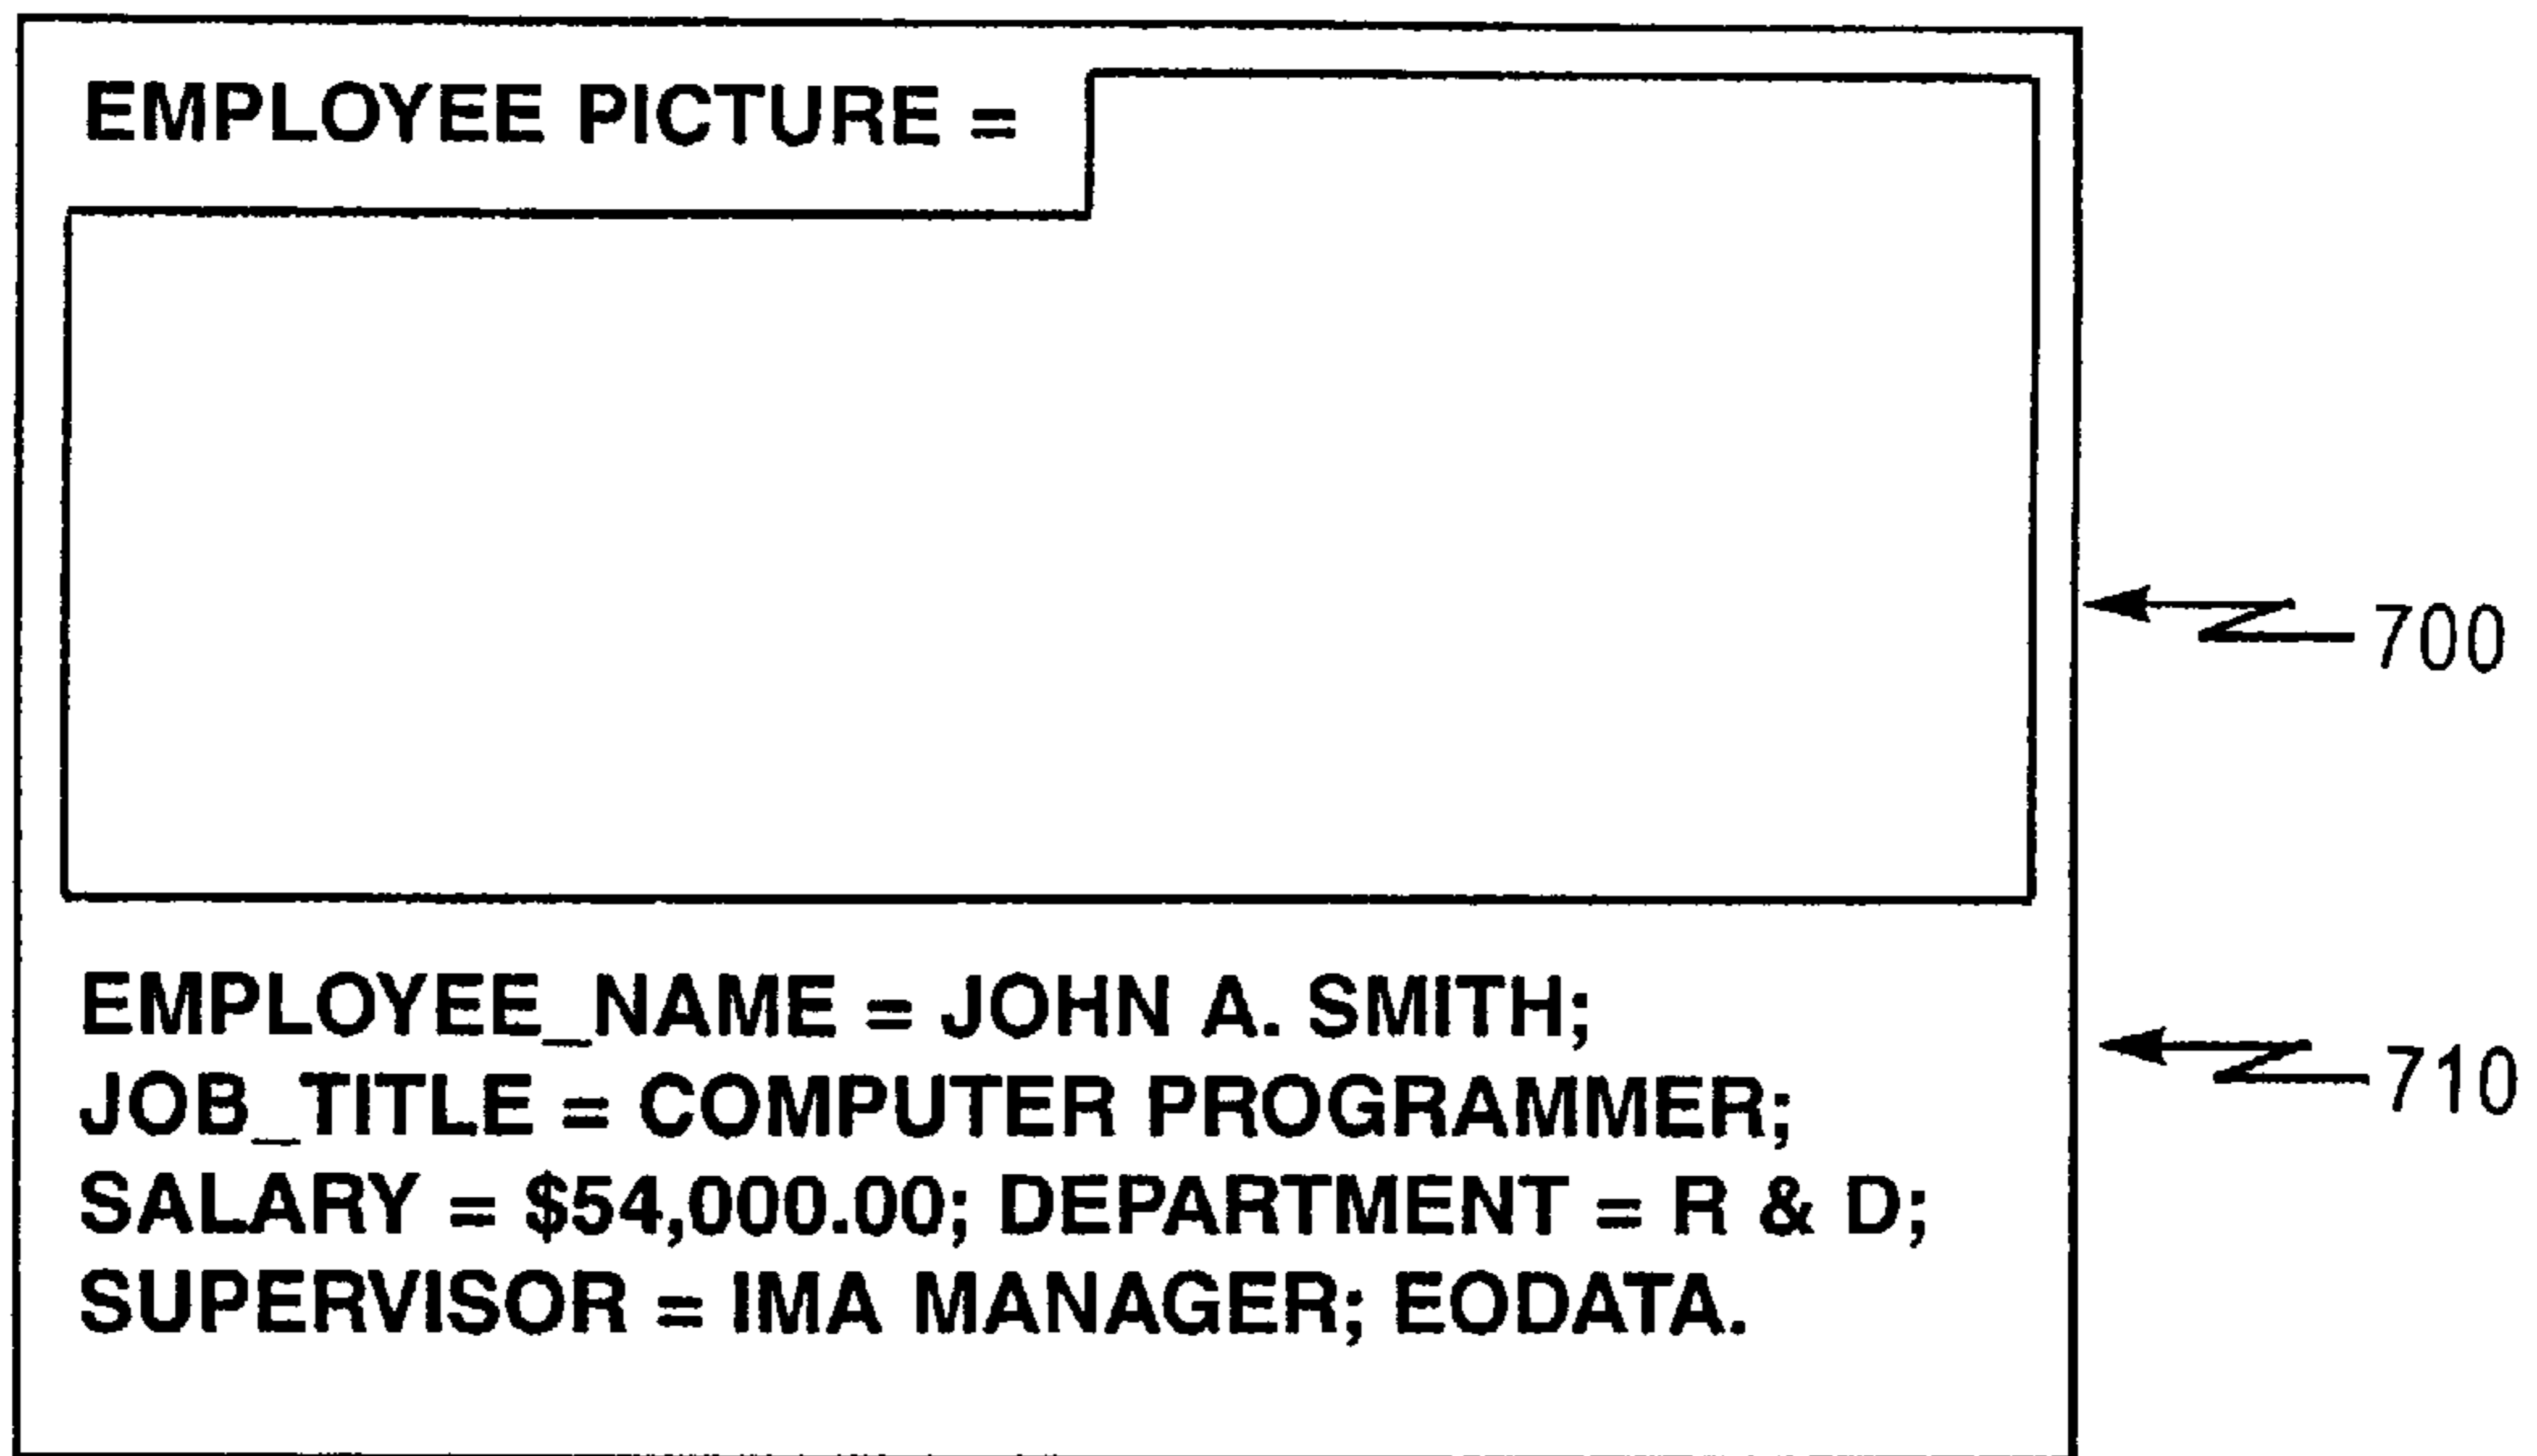 EMPLOYEE PICTURE =
700
EMPLOYEE_NAME = JOHN A. SMITH;
710
JOB_TITLE = COMPUTER PROGRAMMER;
SALARY = $54,000.00; DEPARTMENT = R & D;
SUPERVISOR = IMA MANAGER; EODATA.